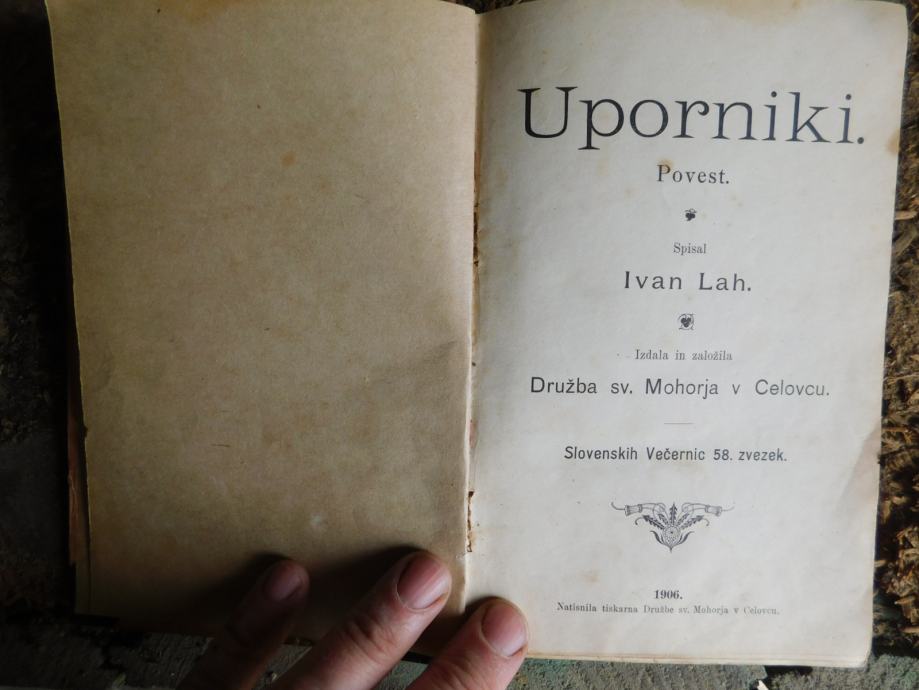 Uporniki.
Povest.
Spisal
Ivan Lah.
Izdala in založila
Družba sv. Mohorja v Celovcu.
Slovenskih Večernic 58. zvezek.
1906.
Natisnila tiskarna Družbe sv. Mohorja v Celovcu.